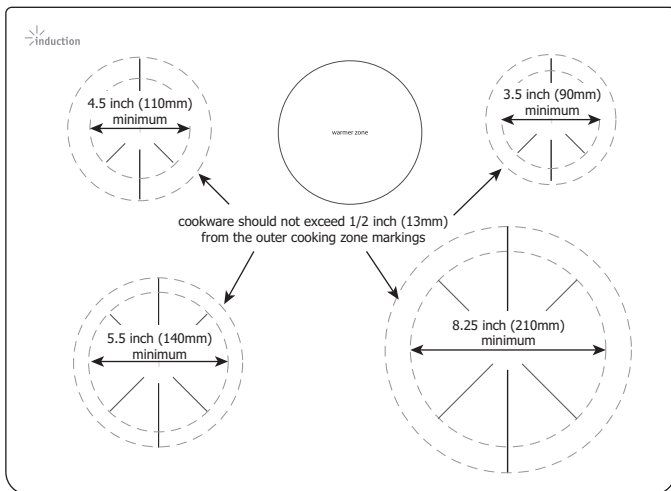 induction
4.5 inch (110mm)
minimum
warmer zone
3.5 inch (90mm)
minimum
cookware should not exceed 1/2 inch (13mm)
from the outer cooking zone markings
5.5 inch (140mm)
minimum
8.25 inch (210mm)
minimum